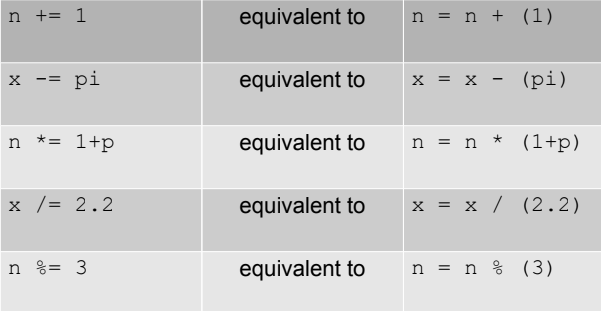 n += 1 equivalent to n = n + (1)
x -= pi equivalent to x = x - (pi)
n *= 1+p equivalent to n = n * (1+p)
x /= 2.2 equivalent to x = x / (2.2)
n %= 3 equivalent to n = n % (3)